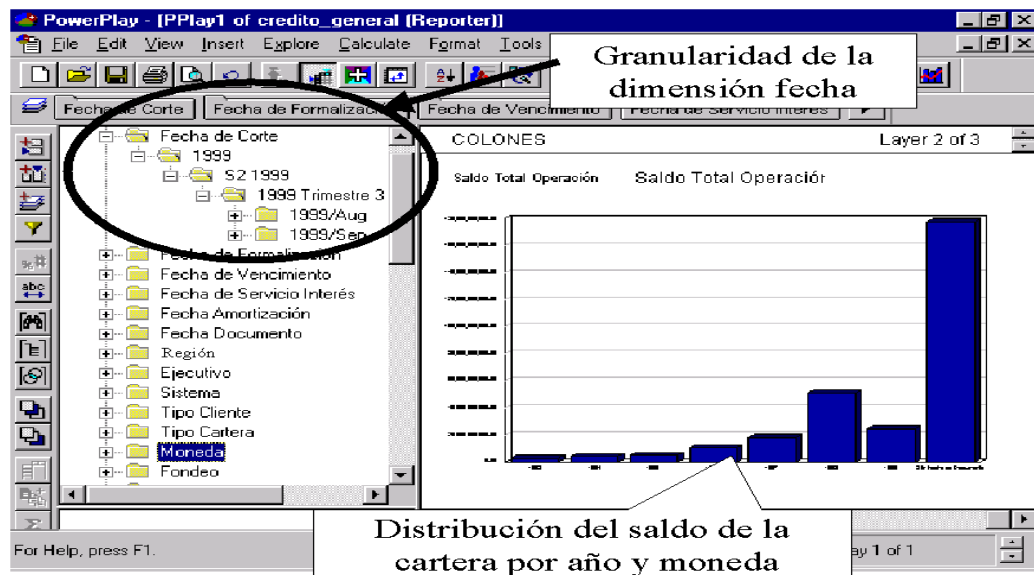 PowerPlay - [PPlay1 of credito_general (Reporter)]
File Edit View Insert Explore Calculate Format Tools
Granularidad de la
dimensión fecha
Fecha de Corte
Fecha de Formalización
Fecha de Vencimiento
Fecha de Servicio Interés
Fecha de Corte
1999
S2 1999
1999 Trimestre 3
1999/Aug
1999/Sep
Fecha de Formalización
Fecha de Vencimiento
Fecha de Servicio Interés
Fecha Amortización
Fecha Documento
Región
Ejecutivo
Sistema
Tipo Cliente
Tipo Cartera
Moneda
Fondeo
COLONES
Layer 2 of 3
Saldo Total Operación
Saldo Total Operación
Distribución del saldo de la
cartera por año y moneda
For Help, press F1.
ay 1 of 1